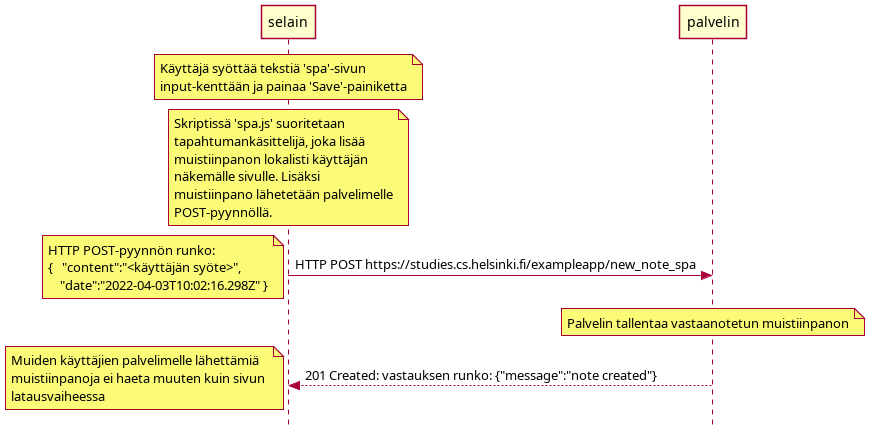 selain
palvelin
Käyttäjä syöttää tekstiä 'spa'-sivun
input-kenttään ja painaa 'Save'-painiketta
Skriptissä 'spa.js' suoritetaan
tapahtumankäsittelijä, joka lisää
muistiinpanon lokalisti käyttäjän
näkemälle sivulle. Lisäksi
muistiinpano lähetetään palvelimelle
POST-pyynnöllä.
HTTP POST-pyynnön runko:
{   "content":"<käyttäjän syöte>",
"date":"2022-04-03T10:02:16.298Z" }
HTTP POST https://studies.cs.helsinki.fi/exampleapp/new_note_spa
Palvelin tallentaa vastaanotetun muistiinpanon
Muiden käyttäjien palvelimelle lähettämiä
muistiinpanoja ei haeta muuten kuin sivun
latausvaiheessa
201 Created: vastauksen runko: {"message":"note created"}